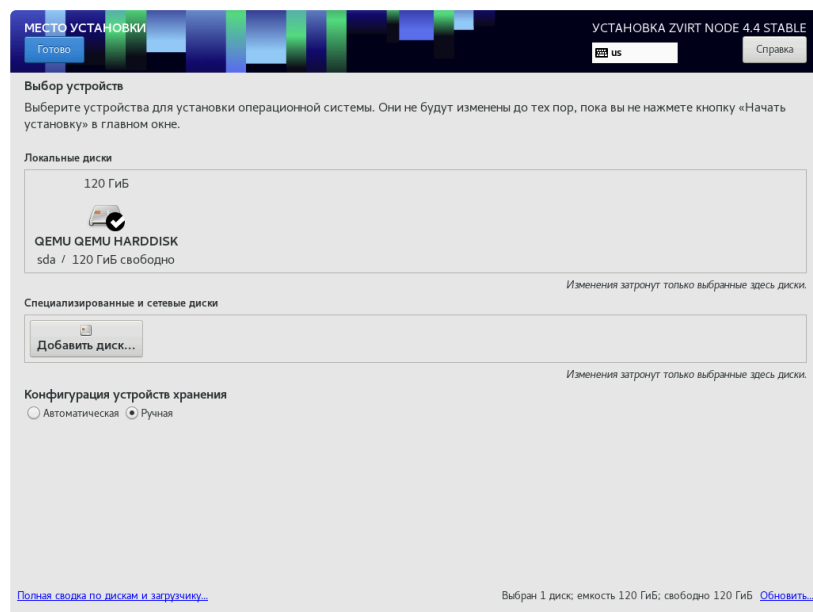 МЕСТО УСТАНОВКИ
УСТАНОВКА ZVIRT NODE 4.4 STABLE
Готово
us
Справка
Выбор устройств
Выберите устройства для установки операционной системы. Они не будут изменены до тех пор, пока вы не нажмете кнопку «Начать
установку» в главном окне.
Локальные диски
120 ГиБ
QEMU QEMU HARDDISK
sda / 120 ГиБ свободно
Изменения затронут только выбранные здесь диски.
Специализированные и сетевые диски
Добавить диск...
Изменения затронут только выбранные здесь диски.
Конфигурация устройств хранения
Автоматическая Ручная
Полная сводка по дискам и загрузчику...
Выбран 1 диск; емкость 120 ГиБ; свободно 120 ГиБ Обновить...